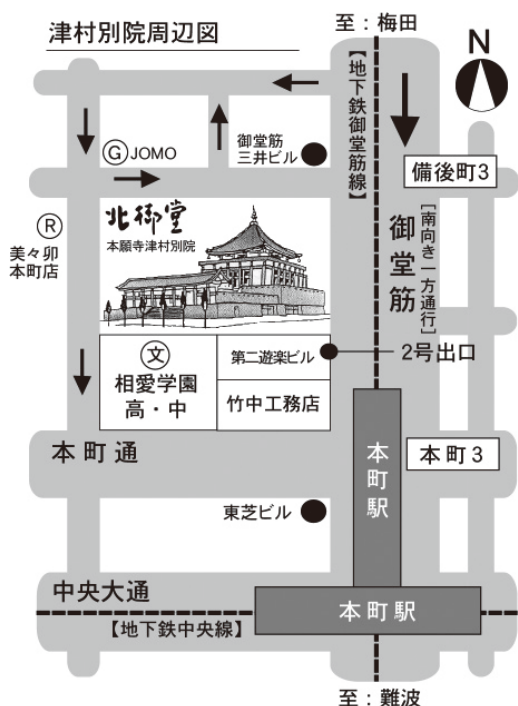 津村別院周辺図
至：梅田
N
【地下鉄御堂筋線】
G JOMO
御堂筋
三井ビル
備後町3
R
美々卯
本町店
北御堂
本願寺津村別院
御堂筋
［南向き一方通行］
文
相愛学園
高・中
第二遊楽ビル
2号出口
竹中工務店
本町通
本町駅
本町3
東芝ビル
中央大通
本町駅
【地下鉄中央線】
至：難波